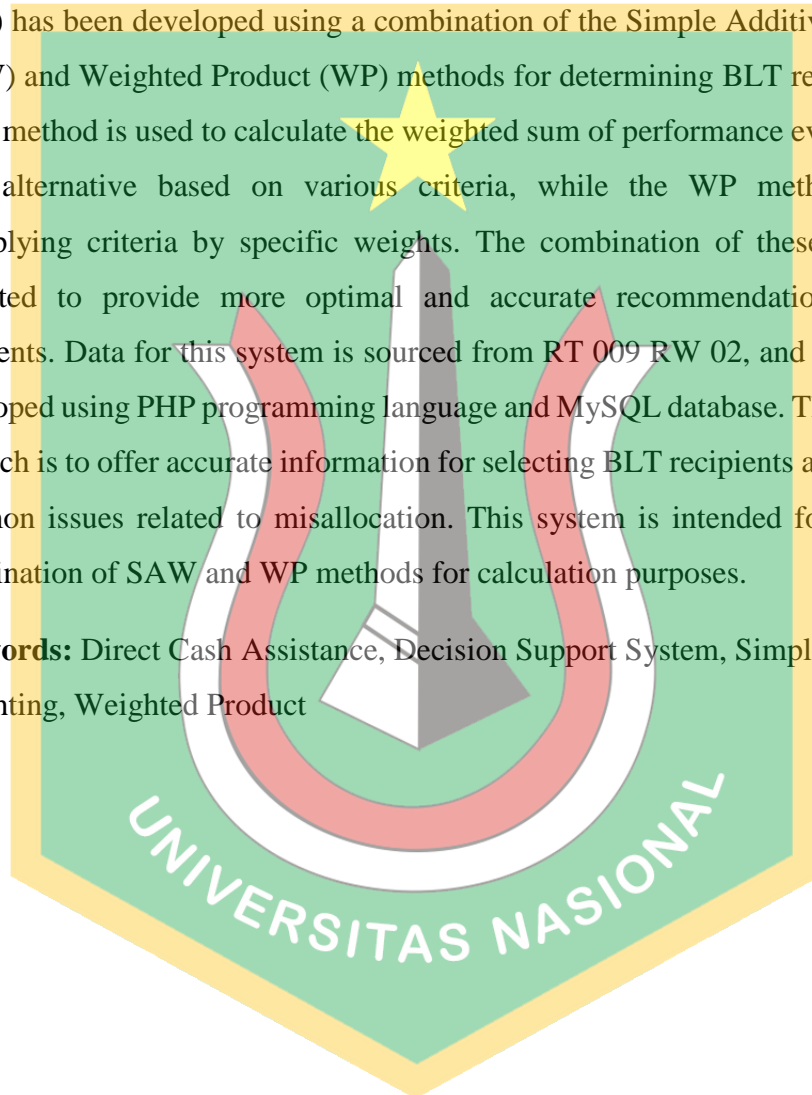 ) has been developed using a combination of the Simple Additiv
) and Weighted Product (WP) methods for determining BLT re
method is used to calculate the weighted sum of performance ev
alternative based on various criteria, while the WP meth
plying criteria by specific weights. The combination of these
ted to provide more optimal and accurate recommendatio
ents. Data for this system is sourced from RT 009 RW 02, and
oped using PHP programming language and MySQL database. T
ch is to offer accurate information for selecting BLT recipients a
non issues related to misallocation. This system is intended fo
ination of SAW and WP methods for calculation purposes.
ords: Direct Cash Assistance, Decision Support System, Simpl
nting, Weighted Product
UNIVERSITAS NASIONAL